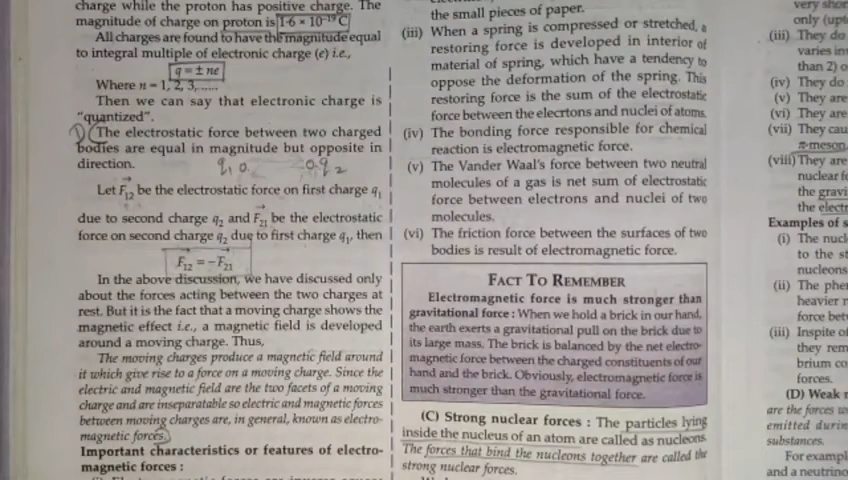 charge while the proton has positive charge. The
magnitude of charge on proton is 1·6 × 10⁻¹⁹ C
All charges are found to have the magnitude equal
to integral multiple of electronic charge (e) i.e.,
q = ± ne
Where n = 1, 2, 3, ......
Then we can say that electronic charge is
"quantized".
The electrostatic force between two charged
bodies are equal in magnitude but opposite in
direction.
q₁ o o q₂
Let F₁₂ be the electrostatic force on first charge q₁
due to second charge q₂ and F₂₁ be the electrostatic
force on second charge q₂ due to first charge q₁, then
F₁₂ = –F₂₁
In the above discussion, we have discussed only
about the forces acting between the two charges at
rest. But it is the fact that a moving charge shows the
magnetic effect i.e., a magnetic field is developed
around a moving charge. Thus,
The moving charges produce a magnetic field around
it which give rise to a force on a moving charge. Since the
electric and magnetic field are the two facets of a moving
charge and are inseparatable so electric and magnetic forces
between moving charges are, in general, known as electro-
magnetic forces.
Important characteristics or features of electro-
magnetic forces :
the small pieces of paper.
(iii) When a spring is compressed or stretched, a
restoring force is developed in interior of
material of spring, which have a tendency to
oppose the deformation of the spring. This
restoring force is the sum of the electrostatic
force between the elecrtons and nuclei of atoms.
(iv) The bonding force responsible for chemical
reaction is electromagnetic force.
(v) The Vander Waal's force between two neutral
molecules of a gas is net sum of electrostatic
force between electrons and nuclei of two
molecules.
(vi) The friction force between the surfaces of two
bodies is result of electromagnetic force.
FACT TO REMEMBER
Electromagnetic force is much stronger than
gravitational force : When we hold a brick in our hand,
the earth exerts a gravitational pull on the brick due to
its large mass. The brick is balanced by the net electro-
magnetic force between the charged constituents of our
hand and the brick. Obviously, electromagnetic force is
much stronger than the gravitational force.
(C) Strong nuclear forces : The particles lying
inside the nucleus of an atom are called as nucleons.
The forces that bind the nucleons together are called the
strong nuclear forces.
very shor
only (upt
(iii) They do
varies in
than 2) o
(iv) They do
(v) They are
(vi) They are
(vii) They cau
π-meson.
(viii) They are
nuclear fo
the gravi
the electr
Examples of s
(i) The nucl
to the st
nucleons
(ii) The phe
heavier n
force bet
(iii) Inspite of
they rem
brium co
forces.
(D) Weak n
are the forces w
emitted durin
substances.
For exampl
and a neutrino